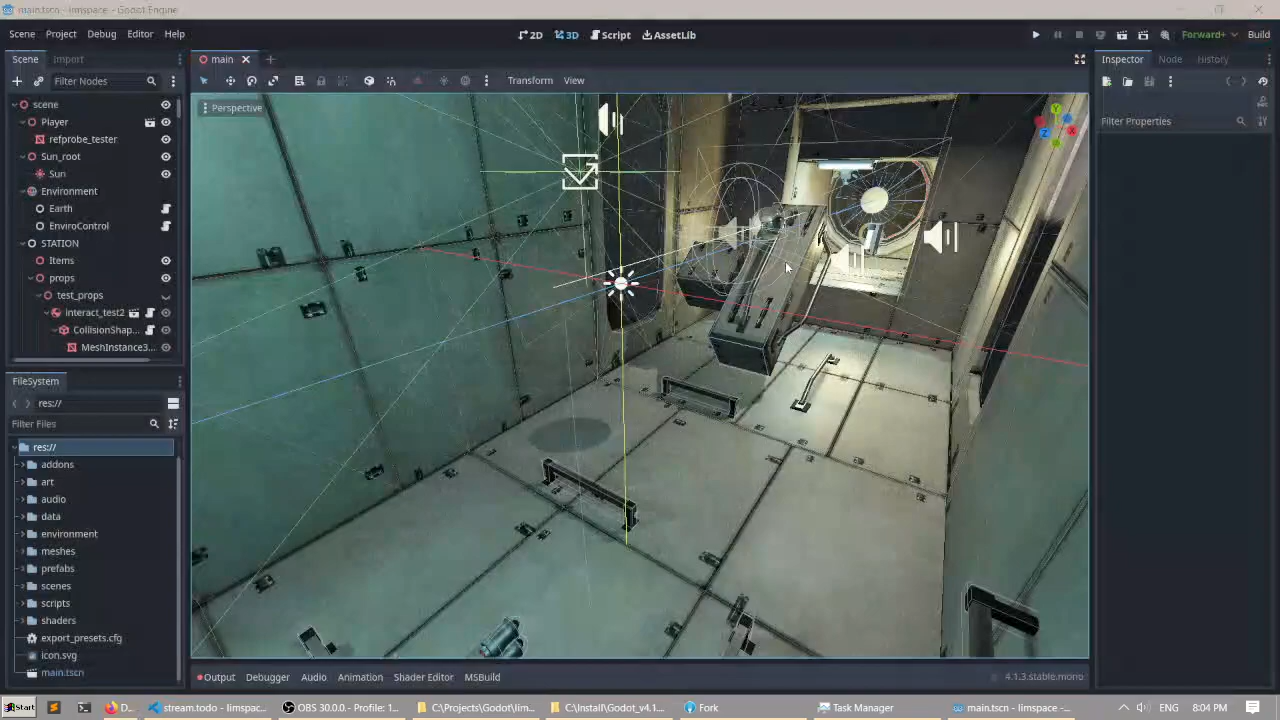 main.tscn - limspace - Godot Engine
Scene Project Debug Editor Help
2D 3D Script AssetLib
Forward+ Build
Scene Import
main
Inspector Node History
Filter Nodes
Transform View
Perspective
Filter Properties
scene
Player
refprobe_tester
Sun_root
Sun
Environment
Earth
EnviroControl
STATION
Items
props
test_props
interact_test2
CollisionShap...
MeshInstance3...
FileSystem
res://
Filter Files
res://
addons
art
audio
data
environment
meshes
prefabs
scenes
scripts
shaders
export_presets.cfg
icon.svg
main.tscn
Y
X
Z
Output Debugger Audio Animation Shader Editor MSBuild
4.1.3.stable.mono
Start D... stream.todo - limspac... OBS 30.0.0 - Profile: 1... C:\Projects\Godot\lim... C:\Install\Godot_v4.1... Fork Task Manager main.tscn - limspace -... ENG 8:04 PM